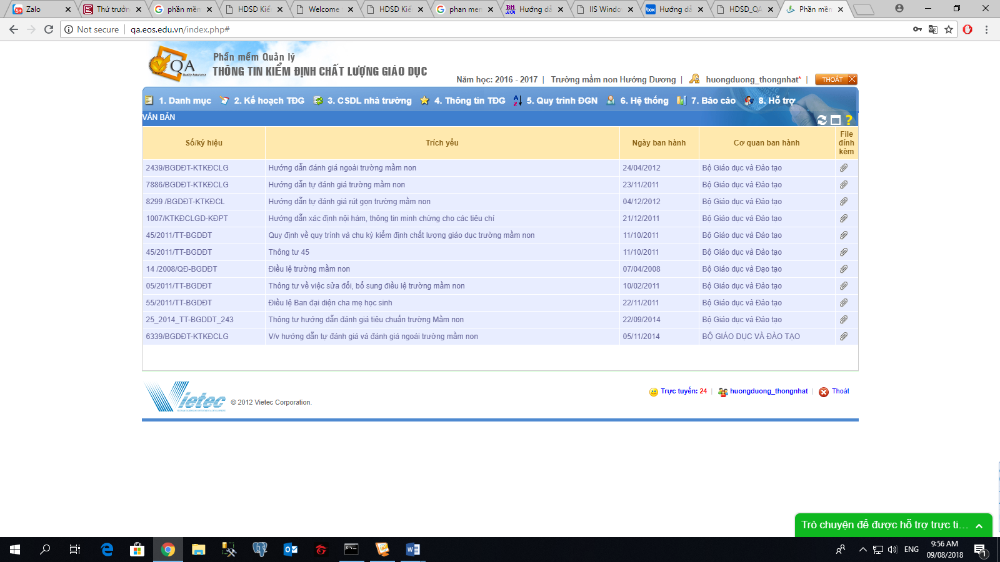 Zalo
Thứ trưởn
phần mền
HDSD Kiể
Welcome
HDSD Kiể
phan mer
BH .edu Hướng dẫ
IIS Windo
box Hướng dẫ
HDSD_QA
Phần mền
Not secure | qa.eos.edu.vn/index.php#
QA
Quality Assurance
Phần mềm Quản lý
THÔNG TIN KIỂM ĐỊNH CHẤT LƯỢNG GIÁO DỤC
Năm học: 2016 - 2017 | Trường mầm non Hướng Dương | huongduong_thongnhat* | THOÁT
1. Danh mục 2. Kế hoạch TĐG 3. CSDL nhà trường 4. Thông tin TĐG 5. Quy trình ĐGN 6. Hệ thống 7. Báo cáo 8. Hỗ trợ
VĂN BẢN
Số/ký hiệu Trích yếu Ngày ban hành Cơ quan ban hành File đính kèm
2439/BGDĐT-KTKĐCLG Hướng dẫn đánh giá ngoài trường mầm non 24/04/2012 Bộ Giáo dục và Đào tạo
7886/BGDĐT-KTKĐCLG Hướng dẫn tự đánh giá trường mầm non 23/11/2011 Bộ Giáo dục và Đào tạo
8299 /BGDĐT-KTKĐCL Hướng dẫn tự đánh giá rút gọn trường mầm non 04/12/2012 Bộ Giáo dục và Đào tạo
1007/KTKĐCLGD-KĐPT Hướng dẫn xác định nội hàm, thông tin minh chứng cho các tiêu chí 21/12/2011 Bộ Giáo dục và Đào tạo
45/2011/TT-BGDĐT Quy định về quy trình và chu kỳ kiểm định chất lượng giáo dục trường mầm non 11/10/2011 Bộ Giáo dục và Đào tạo
45/2011/TT-BGDĐT Thông tư 45 11/10/2011 Bộ Giáo dục và Đào tạo
14 /2008/QĐ-BGDĐT Điều lệ trường mầm non 07/04/2008 Bộ Giáo dục và Đạo tạo
05/2011/TT-BGDĐT Thông tư về việc sửa đổi, bổ sung điều lệ trường mầm non 10/02/2011 Bộ Giáo dục và Đào tạo
55/2011/TT-BGDĐT Điều lệ Ban đại diện cha mẹ học sinh 22/11/2011 Bộ Giáo dục và Đào tạo
25_2014_TT-BGDDT_243 Thông tư hướng dẫn đánh giá tiêu chuẩn trường Mầm non 22/09/2014 Bộ Giáo dục và Đào tạo
6339/BGDĐT-KTKĐCLG V/v hướng dẫn tự đánh giá và đánh giá ngoài trường mầm non 05/11/2014 BỘ GIÁO DỤC VÀ ĐÀO TẠO
Vietec © 2012 Vietec Corporation.
Trực tuyến: 24 | huongduong_thongnhat | Thoát
Trò chuyện để được hỗ trợ trực ti...
ENG
9:56 AM
09/08/2018
1